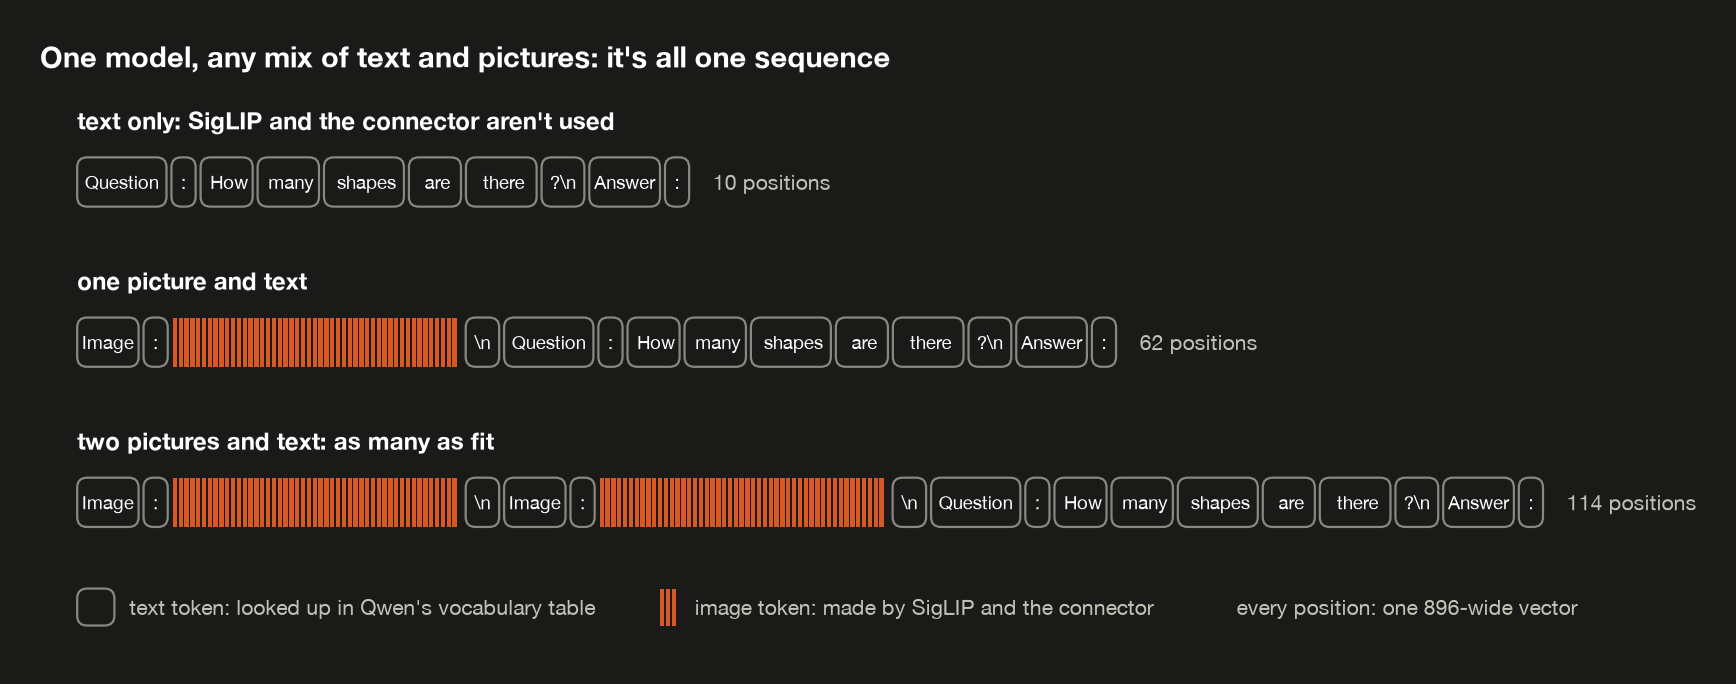 One model, any mix of text and pictures: it's all one sequence
text only: SigLIP and the connector aren't used
Question : How many shapes are there ?\n Answer : 10 positions
one picture and text
Image : \n Question : How many shapes are there ?\n Answer : 62 positions
two pictures and text: as many as fit
Image : \n Image : \n Question : How many shapes are there ?\n Answer : 114 positions
text token: looked up in Qwen's vocabulary table image token: made by SigLIP and the connector every position: one 896-wide vector